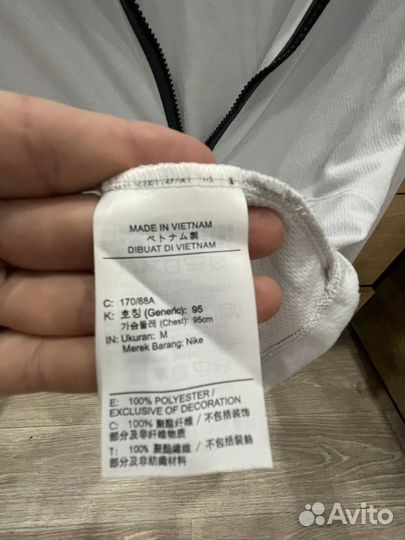 MADE IN VIETNAM
ベトナム製
DIBUAT DI VIETNAM
C: 170/88A
K: 호칭 (Generic): 95
가슴둘레 (Chest): 95cm
IN: Ukuran: M
Merek Barang: Nike
E: 100% POLYESTER /
EXCLUSIVE OF DECORATION
C: 100% 聚酯纤维 / 不包括装饰
部分及非纤维物质
T: 100% 聚酯纖維 / 不包括裝飾
部分及非紡織材料
Avito